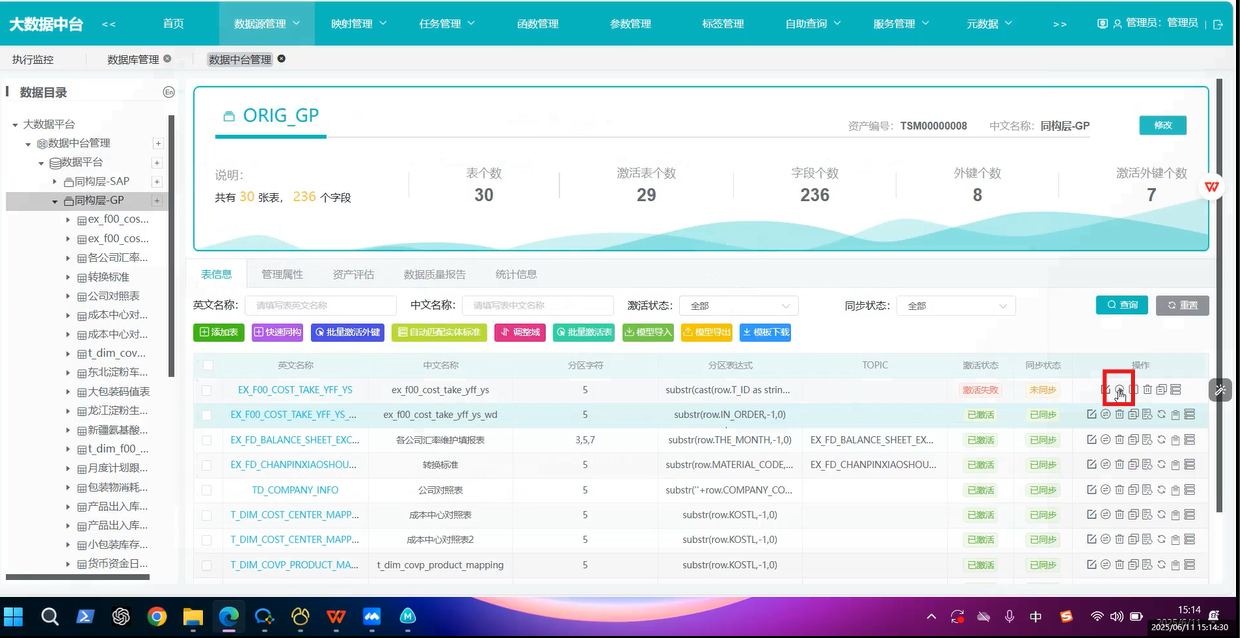 大数据中台 << 首页 数据源管理 映射管理 任务管理 函数管理 参数管理 标签管理 自助查询 服务管理 元数据 >> 管理员：管理员
执行监控 数据库管理 数据中台管理
数据目录 En
大数据平台
数据中台管理
数据平台
同构层-SAP
同构层-GP
ex_f00_cos...
ex_f00_cos...
各公司汇率...
转换标准
公司对照表
成本中心对...
成本中心对...
t_dim_cov...
东北淀粉车...
大包装码值表
龙江淀粉生...
新疆氨基酸...
t_dim_f00_...
月度计划跟...
包装物消耗...
产品出入库...
产品出入库...
小包装库存...
货币资金日...
ORIG_GP
资产编号： TSM00000008 中文名称： 同构层-GP 修改
说明：
共有 30 张表， 236 个字段
表个数 激活表个数 字段个数 外键个数 激活外键个数
30 29 236 8 7
表信息 管理属性 资产评估 数据质量报告 统计信息
英文名称： 请填写表英文名称 中文名称： 请填写表中文名称 激活状态： 全部 同步状态： 全部 查询 重置
添加表 快速同构 批量激活外键 自动匹配实体标准 调整域 批量激活表 模型导入 模型导出 模板下载
英文名称 中文名称 分区字符 分区表达式 TOPIC 激活状态 同步状态 操作
EX_F00_COST_TAKE_YFF_YS ex_f00_cost_take_yff_ys 5 substr(cast(row.T_ID as strin... 激活失败 未同步
EX_F00_COST_TAKE_YFF_YS_... ex_f00_cost_take_yff_ys_wd 5 substr(row.IN_ORDER,-1,0) 已激活 已同步
EX_FD_BALANCE_SHEET_EXC... 各公司汇率维护填报表 3,5,7 substr(row.THE_MONTH,-1,0) EX_FD_BALANCE_SHEET_EX... 已激活 已同步
EX_FD_CHANPINXIAOSHOU... 转换标准 5 substr(row.MATERIAL_CODE,... EX_FD_CHANPINXIAOSHOU... 已激活 已同步
TD_COMPANY_INFO 公司对照表 5 substr(''+row.COMPANY_CO... 已激活 已同步
T_DIM_COST_CENTER_MAPP... 成本中心对照表 5 substr(row.KOSTL,-1,0) 已激活 已同步
T_DIM_COST_CENTER_MAPP... 成本中心对照表2 5 substr(row.KOSTL,-1,0) 已激活 已同步
T_DIM_COVP_PRODUCT_MA... t_dim_covp_product_mapping 5 substr(row.KOSTL,-1,0) 已激活 已同步
中 15:14
2025/06/11 15:14:30